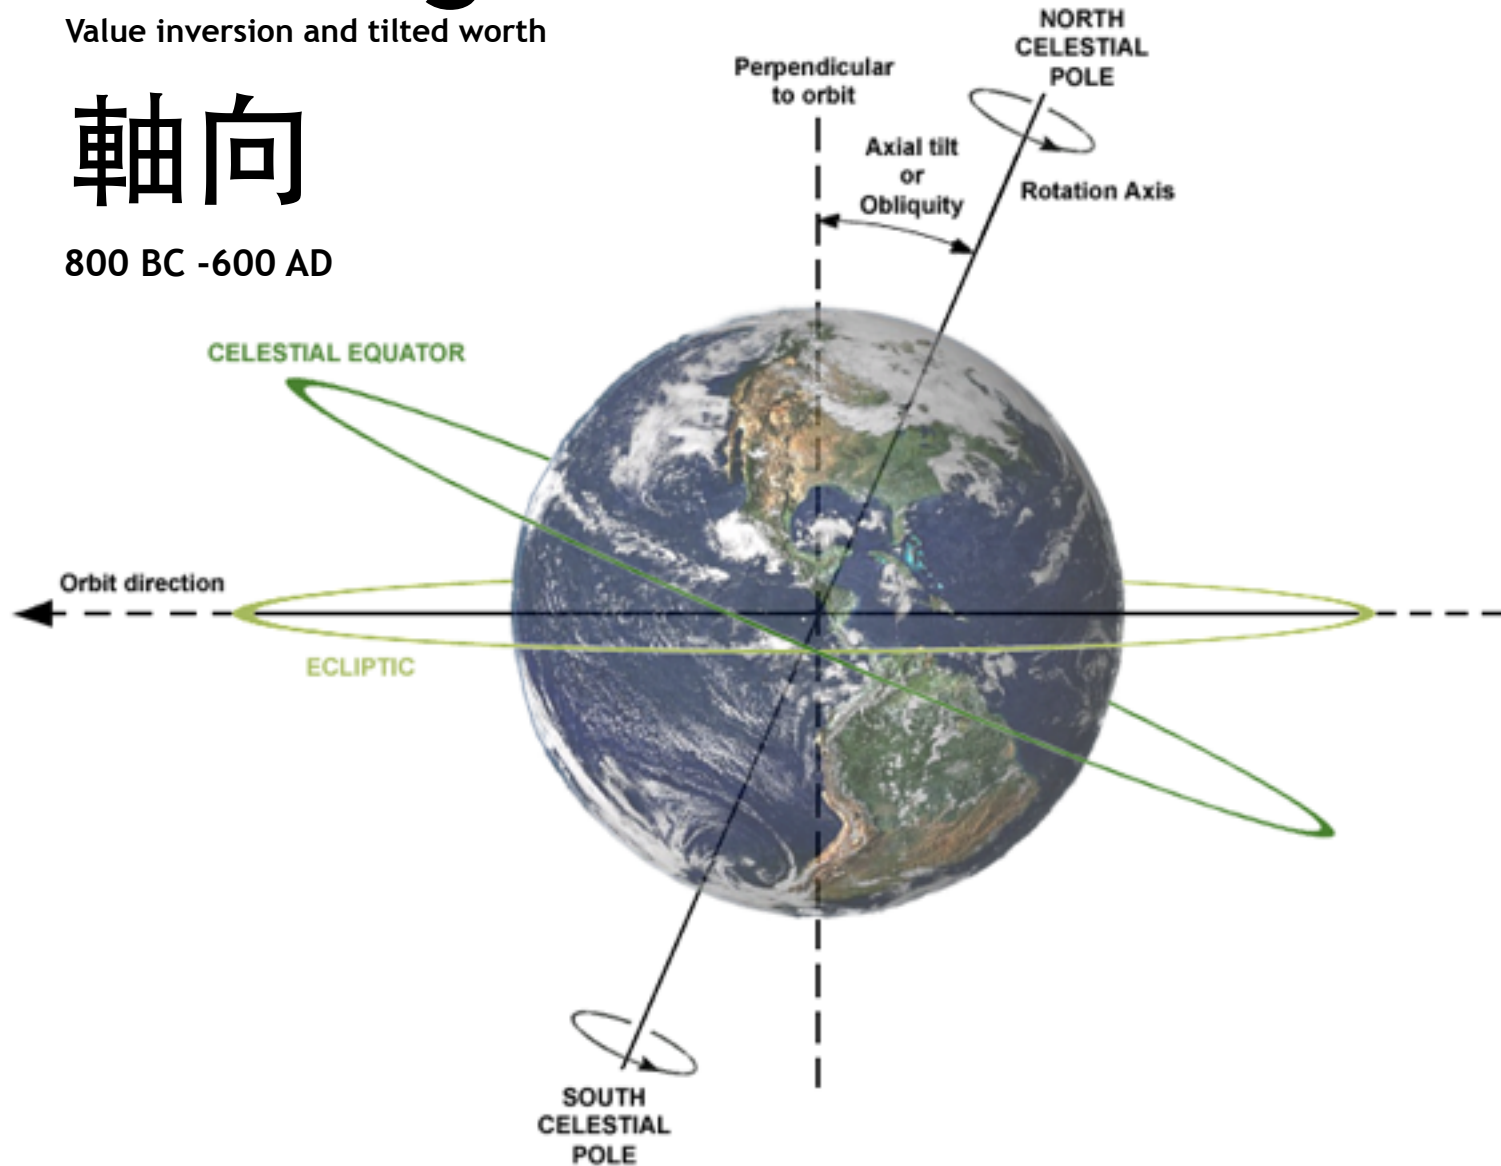 Value inversion and tilted worth
軸向
800 BC -600 AD
NORTH
CELESTIAL
POLE
Perpendicular
to orbit
Axial tilt
or
Obliquity
Rotation Axis
CELESTIAL EQUATOR
Orbit direction
ECLIPTIC
SOUTH
CELESTIAL
POLE